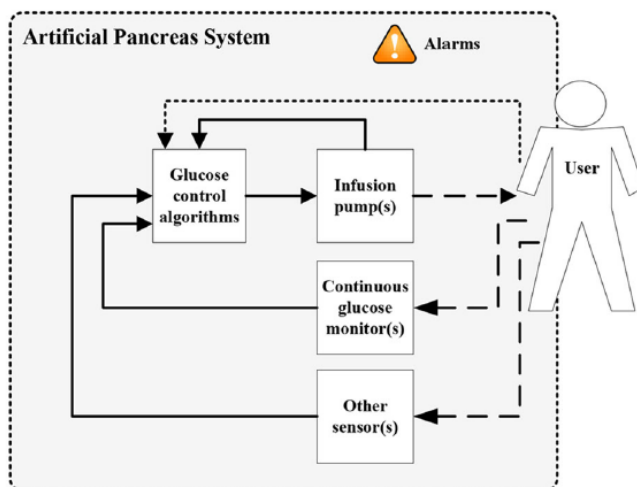 Artificial Pancreas System
Alarms
User
Glucose
control
algorithms
Infusion
pump(s)
Continuous
glucose
monitor(s)
Other
sensor(s)